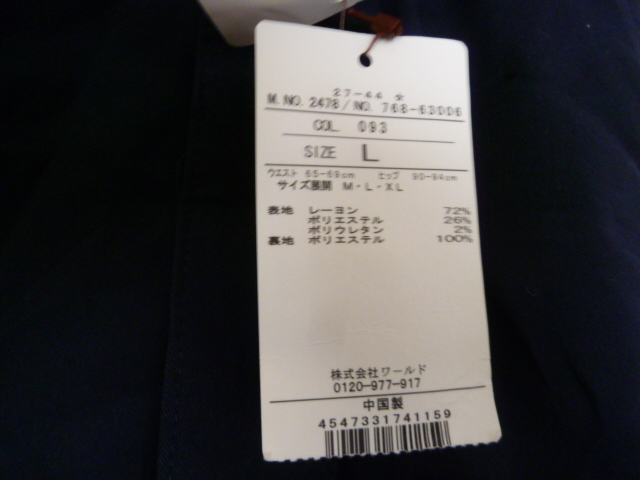 27-44 ☆
M.NO. 2478/NO. 768-63006
COL 093
SIZE L
ウエスト 65-69cm ヒップ 90-94cm
サイズ展開 M・L・XL
表地 レーヨン 72%
ポリエステル 26%
ポリウレタン 2%
裏地 ポリエステル 100%
株式会社ワールド
0120-977-917
中国製
4547331741159